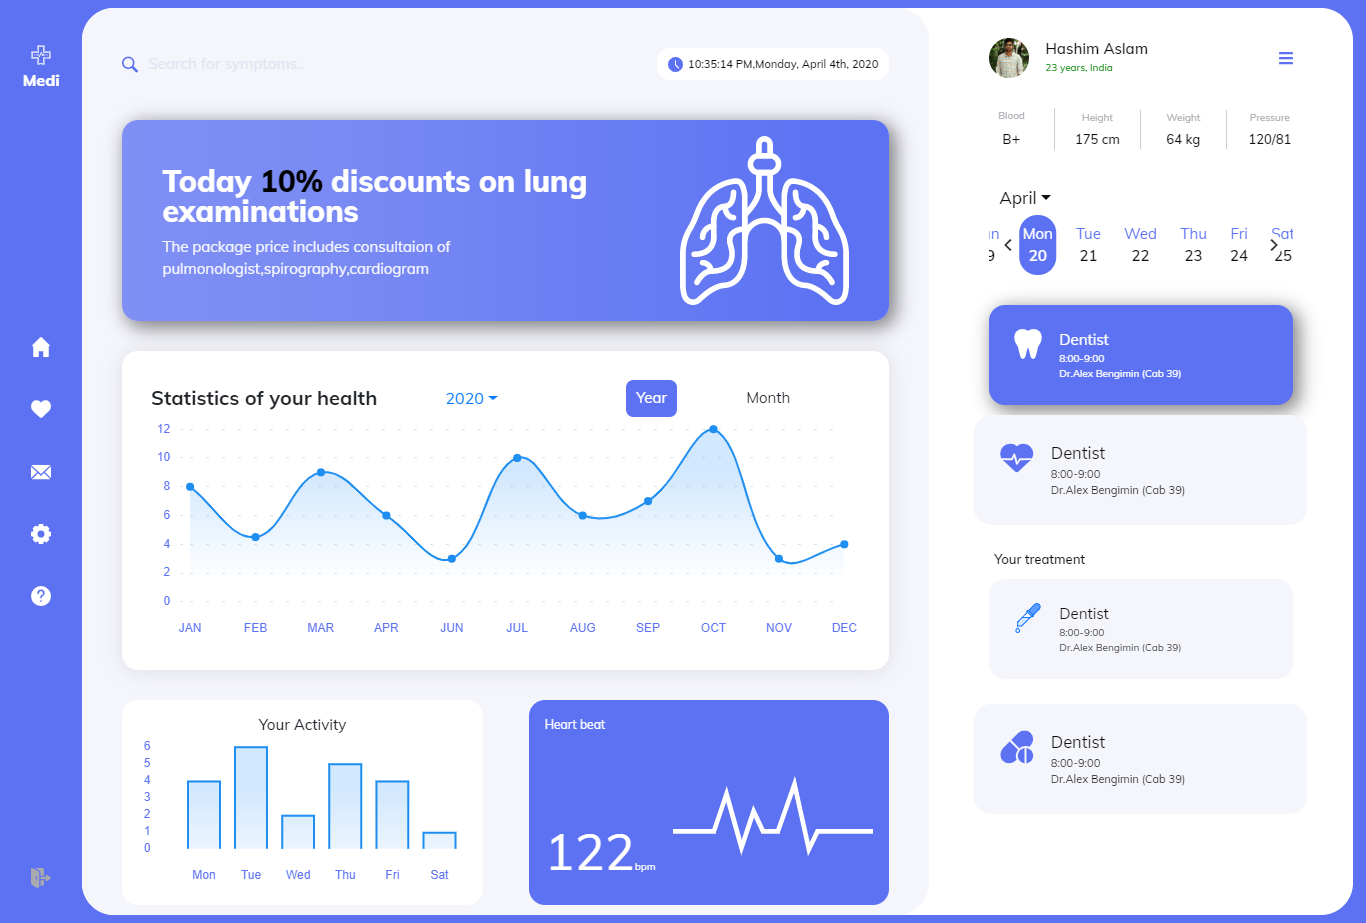 Medi
Search for symptoms..
10:35:14 PM,Monday, April 4th, 2020
Today 10% discounts on lung
examinations
The package price includes consultaion of
pulmonologist,spirography,cardiogram
Statistics of your health
2020
Year
Month
12
10
8
6
4
2
0
JAN FEB MAR APR JUN JUL AUG SEP OCT NOV DEC
Your Activity
6
5
4
3
2
1
0
Mon Tue Wed Thu Fri Sat
Heart beat
122 bpm
Hashim Aslam
23 years, India
Blood Height Weight Pressure
B+ 175 cm 64 kg 120/81
April
Mon Tue Wed Thu Fri Sat
20 21 22 23 24 25
Dentist
8:00-9:00
Dr.Alex Bengimin (Cab 39)
Dentist
8:00-9:00
Dr.Alex Bengimin (Cab 39)
Your treatment
Dentist
8:00-9:00
Dr.Alex Bengimin (Cab 39)
Dentist
8:00-9:00
Dr.Alex Bengimin (Cab 39)